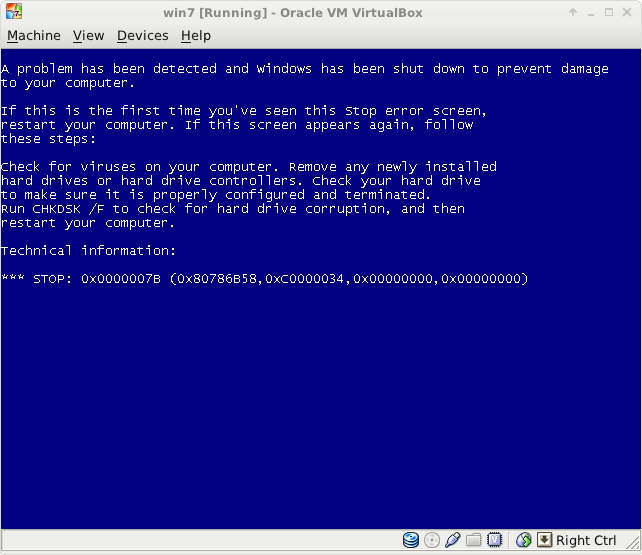 win7 [Running] - Oracle VM VirtualBox
Machine View Devices Help
A problem has been detected and Windows has been shut down to prevent damage
to your computer.
If this is the first time you've seen this Stop error screen,
restart your computer. If this screen appears again, follow
these steps:
Check for viruses on your computer. Remove any newly installed
hard drives or hard drive controllers. Check your hard drive
to make sure it is properly configured and terminated.
Run CHKDSK /F to check for hard drive corruption, and then
restart your computer.
Technical information:
*** STOP: 0x0000007B (0x80786B58,0xC0000034,0x00000000,0x00000000)
Right Ctrl